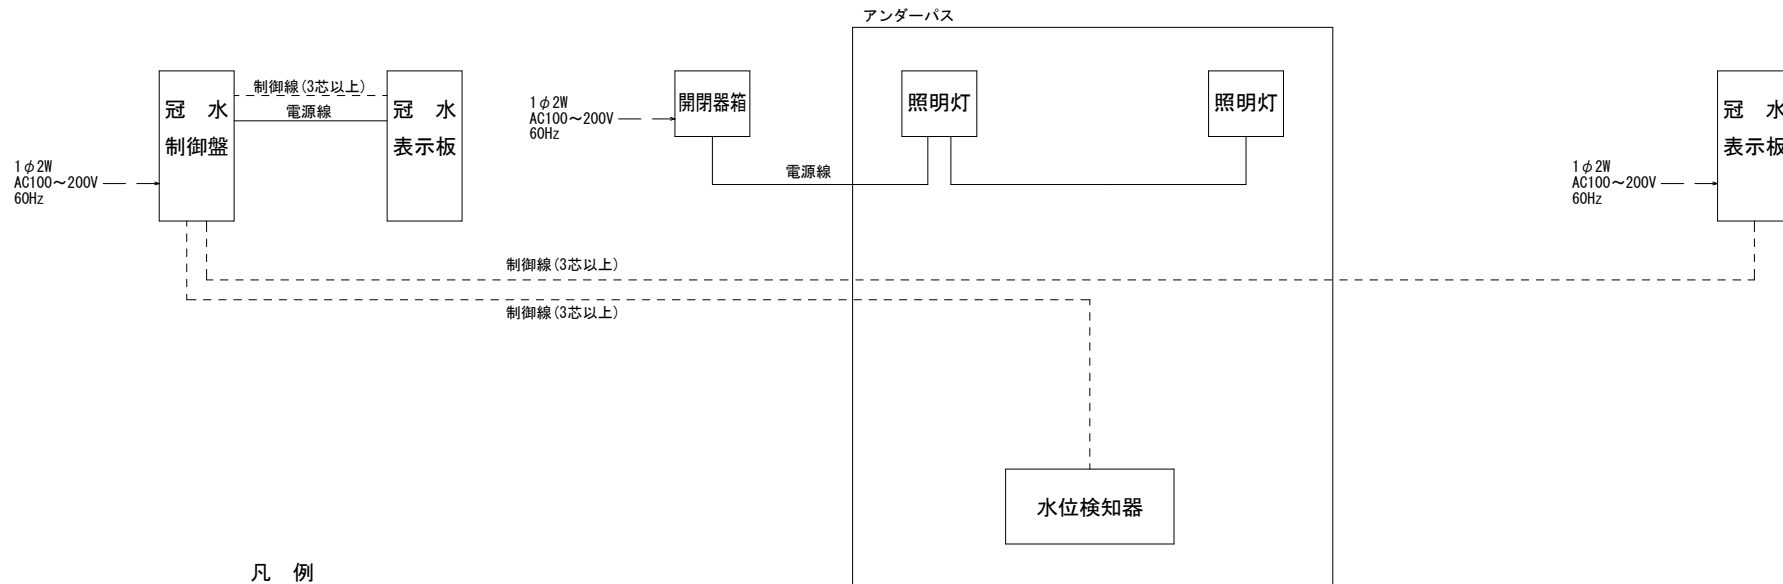 アンダーパス
冠　水
制御盤
制御線(3芯以上)
電源線
冠　水
表示板
1φ2W
AC100～200V
60Hz
1φ2W
AC100～200V
60Hz
開閉器箱
電源線
照明灯
照明灯
1φ2W
AC100～200V
60Hz
冠　水
表示板
制御線(3芯以上)
制御線(3芯以上)
水位検知器
凡　例